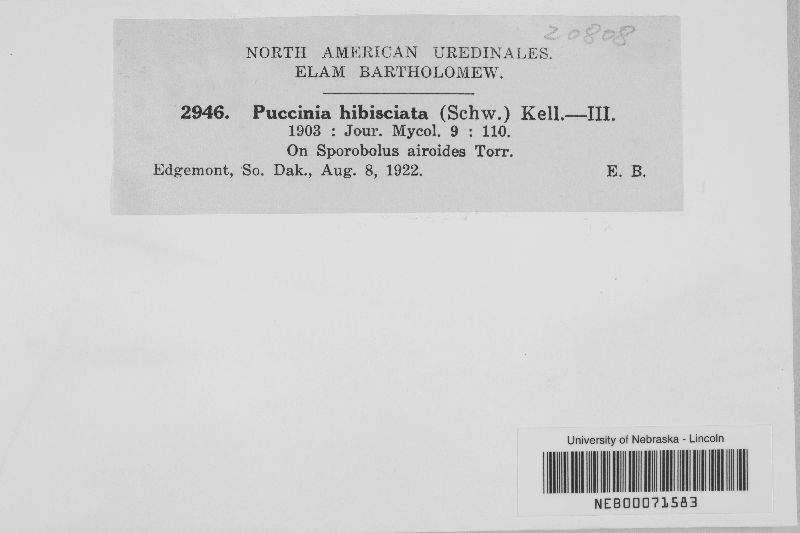 20808
NORTH AMERICAN UREDINALES.
ELAM BARTHOLOMEW.
2946. Puccinia hibisciata (Schw.) Kell.—III.
1903 : Jour. Mycol. 9 : 110.
On Sporobolus airoides Torr.
Edgemont, So. Dak., Aug. 8, 1922. E. B.
University of Nebraska - Lincoln
NEB00071583